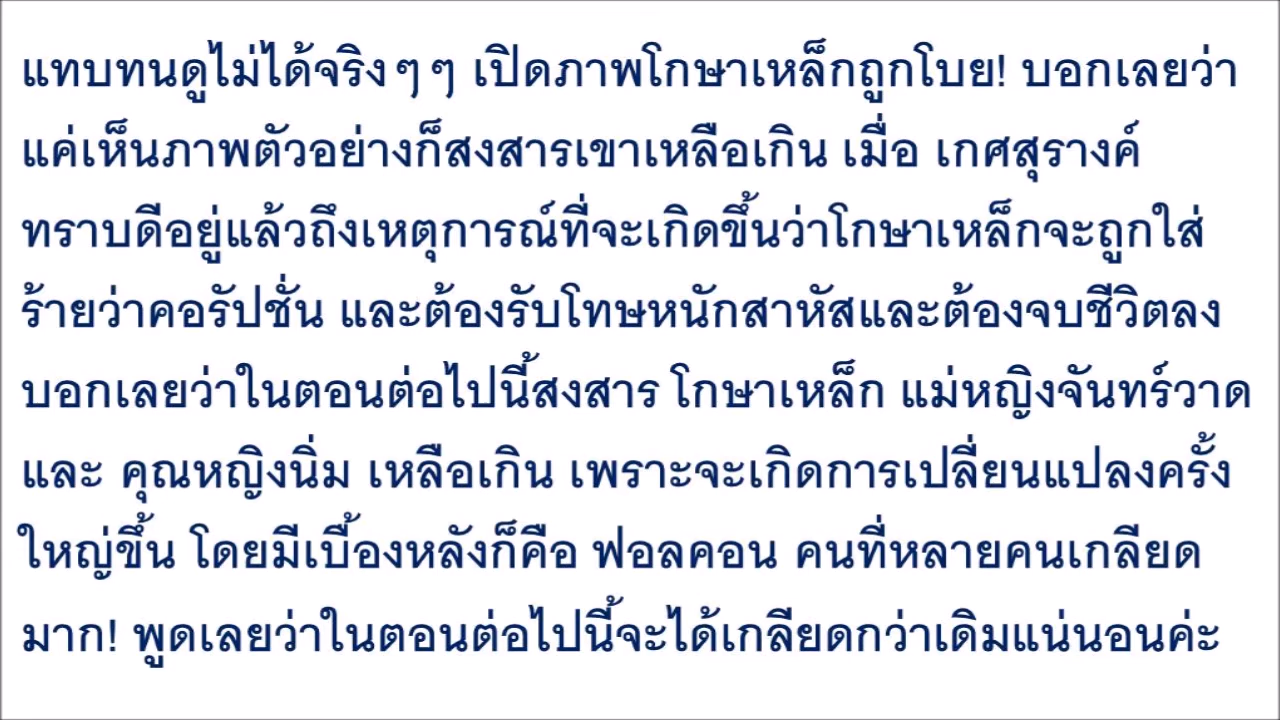 แทบทนดูไม่ได้จริงๆๆ เปิดภาพโกษาเหล็กถูกโบย! บอกเลยว่า
แค่เห็นภาพตัวอย่างก็สงสารเขาเหลือเกิน เมื่อ เกศสุรางค์
ทราบดีอยู่แล้วถึงเหตุการณ์ที่จะเกิดขึ้นว่าโกษาเหล็กจะถูกใส่
ร้ายว่าคอรัปชั่น และต้องรับโทษหนักสาหัสและต้องจบชีวิตลง
บอกเลยว่าในตอนต่อไปนี้สงสาร โกษาเหล็ก แม่หญิงจันทร์วาด
และ คุณหญิงนิ่ม เหลือเกิน เพราะจะเกิดการเปลี่ยนแปลงครั้ง
ใหญ่ขึ้น โดยมีเบื้องหลังก็คือ ฟอลคอน คนที่หลายคนเกลียด
มาก! พูดเลยว่าในตอนต่อไปนี้จะได้เกลียดกว่าเดิมแน่นอนค่ะ